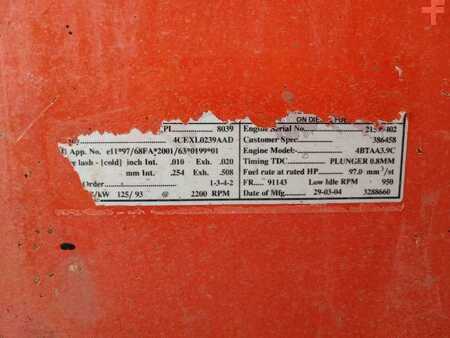 ON DIE
PL 8039 Engine Serial No.
4CEXL0239AAD Customer Spec. 386458
App. No. e11*97/68FA*2001/63*0199*01 Engine Model: 4BTAA3.9C
lash - [cold] inch Int. .010 Exh. .020 Timing TDC PLUNGER 0.8MM
mm Int. .254 Exh. .508 Fuel rate at rated HP 97.0 mm³/st
Order 1-3-4-2 FR. 91143 Low Idle RPM 950
/kW 125/ 93 @ 2200 RPM Date of Mfg. 29-03-04 3288660